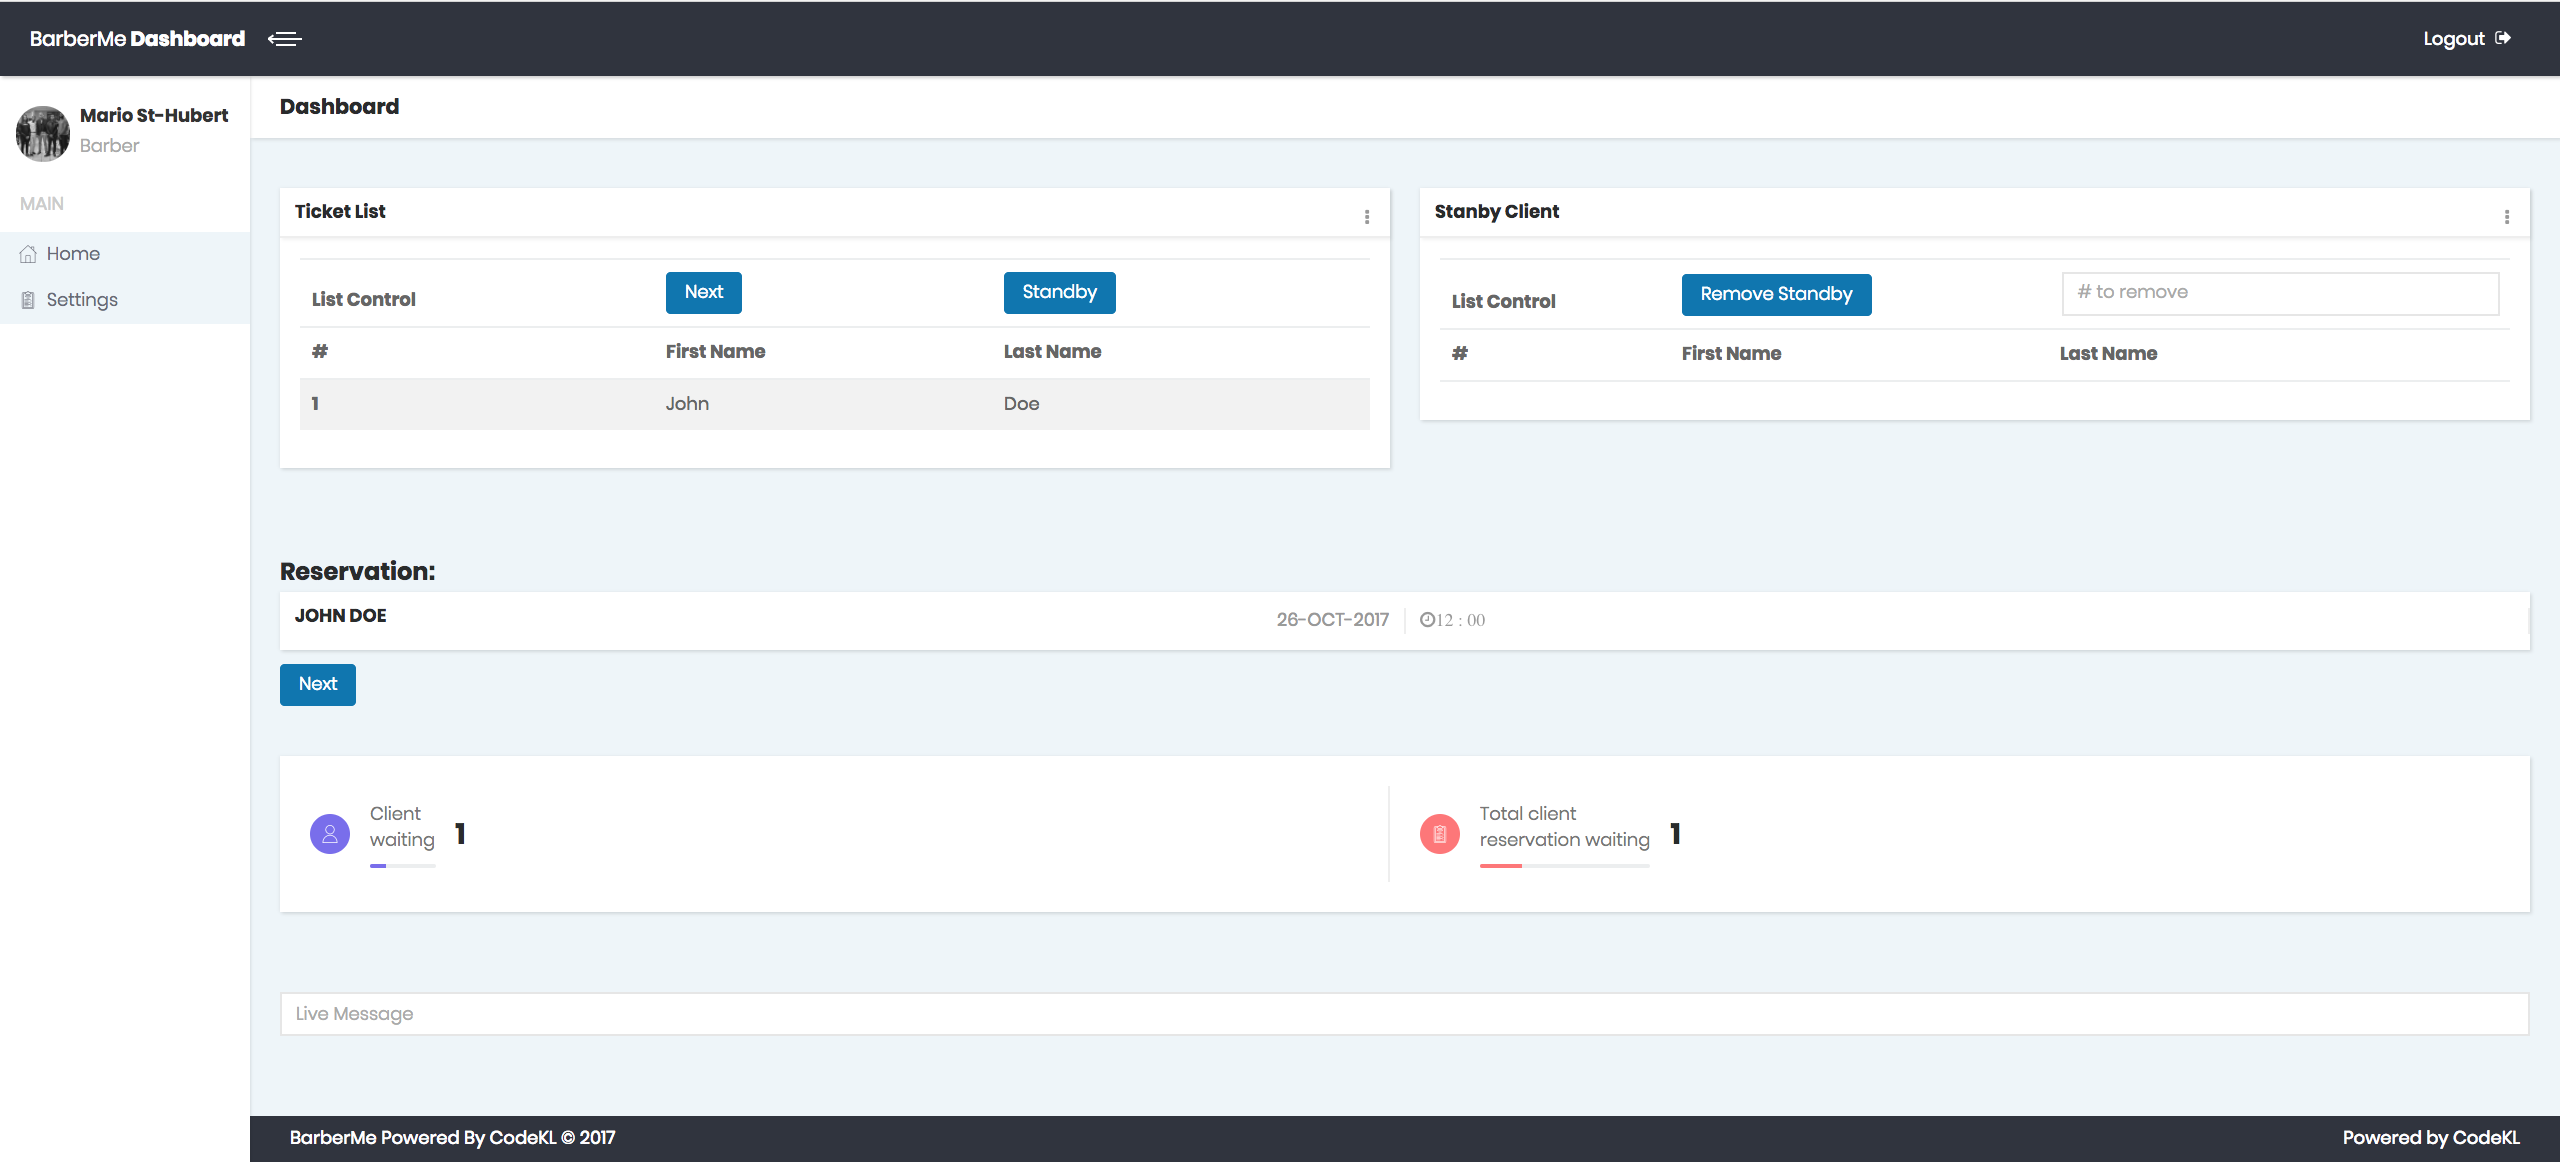 BarberMe Dashboard
Logout
Mario St-Hubert
Barber
MAIN
Home
Settings
Dashboard
Ticket List
List Control Next Standby
# First Name Last Name
1 John Doe
Stanby Client
List Control Remove Standby # to remove
# First Name Last Name
Reservation:
JOHN DOE 26-OCT-2017 12 : 00
Next
Client
waiting 1
Total client
reservation waiting 1
Live Message
BarberMe Powered By CodeKL © 2017
Powered by CodeKL